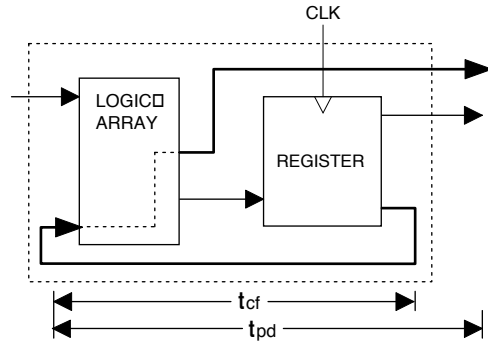 CLK
LOGIC□
ARRAY
REGISTER
tcf
tpd